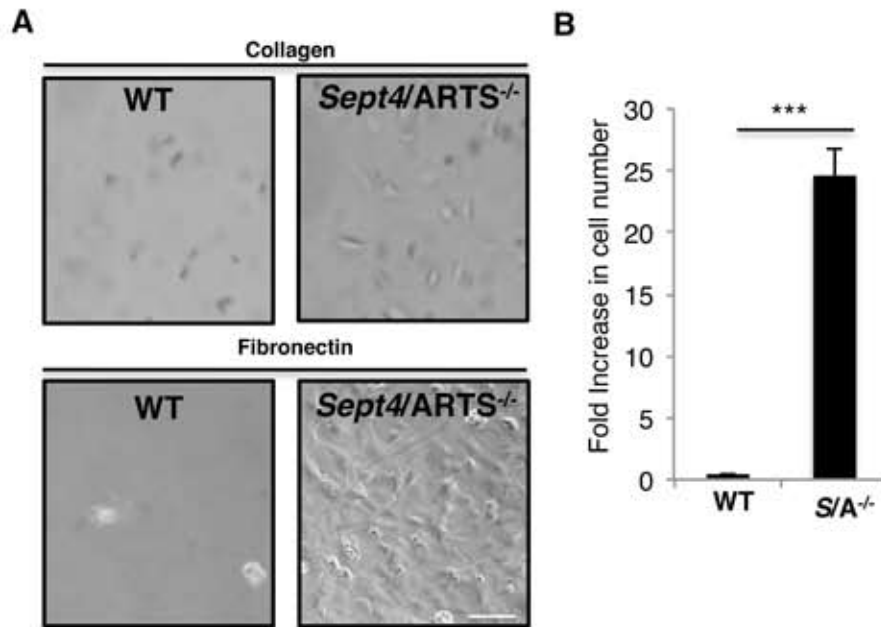 A
Collagen
WT
Sept4/ARTS-/-
Fibronectin
WT
Sept4/ARTS-/-
B
Fold Increase in cell number
30
25
20
15
10
5
0
***
WT
S/A-/-